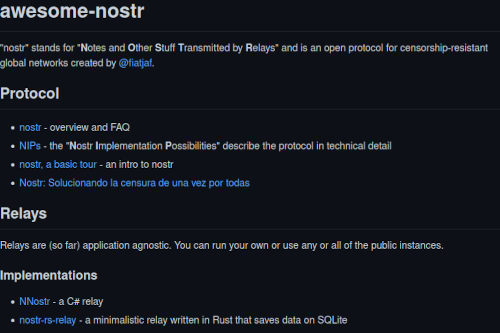 awesome-nostr
"nostr" stands for "Notes and Other Stuff Transmitted by Relays" and is an open protocol for censorship-resistant
global networks created by @fiatjaf.
Protocol
• nostr - overview and FAQ
• NIPs - the "Nostr Implementation Possibilities" describe the protocol in technical detail
• nostr, a basic tour - an intro to nostr
• Nostr: Solucionando la censura de una vez por todas
Relays
Relays are (so far) application agnostic. You can run your own or use any or all of the public instances.
Implementations
• NNostr - a C# relay
• nostr-rs-relay - a minimalistic relay written in Rust that saves data on SQLite